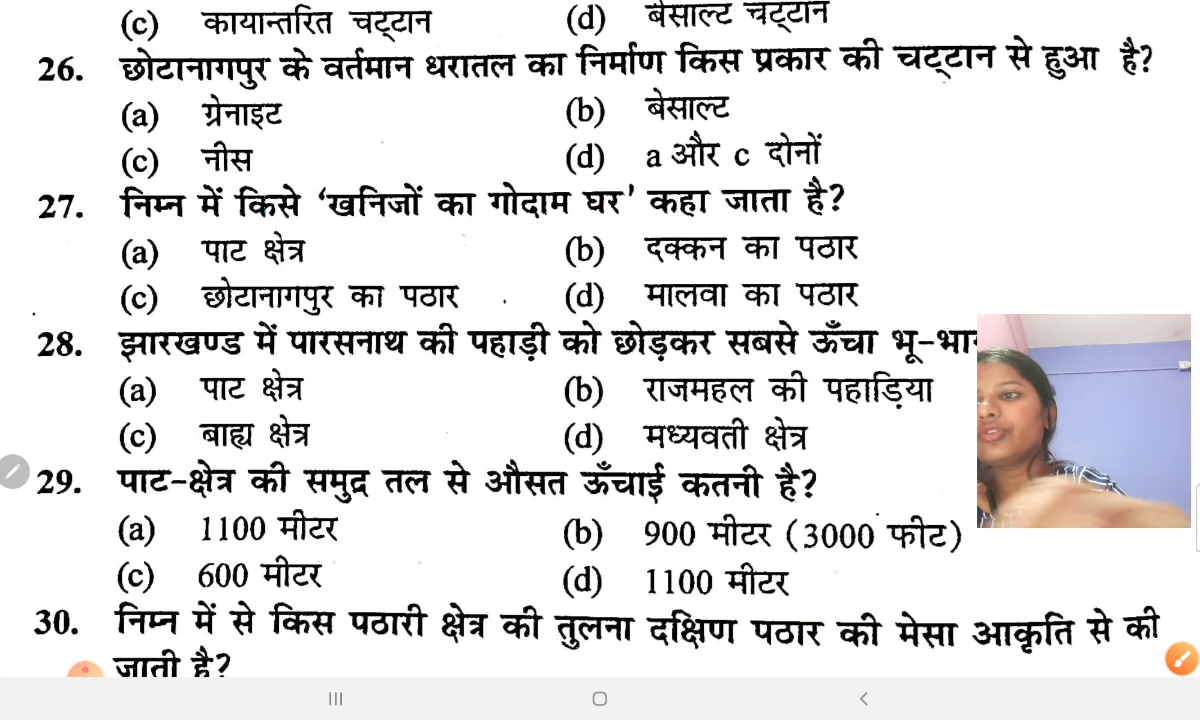 (c) कायान्तरित चट्टान (d) बेसाल्ट चट्टान
26. छोटानागपुर के वर्तमान धरातल का निर्माण किस प्रकार की चट्टान से हुआ है?
(a) ग्रेनाइट (b) बेसाल्ट
(c) नीस (d) a और c दोनों
27. निम्न में किसे ‘खनिजों का गोदाम घर’ कहा जाता है?
(a) पाट क्षेत्र (b) दक्कन का पठार
(c) छोटानागपुर का पठार (d) मालवा का पठार
28. झारखण्ड में पारसनाथ की पहाड़ी को छोड़कर सबसे ऊँचा
(a) पाट क्षेत्र (b) राजमहल की पहाड़िया
(c) बाह्य क्षेत्र (d) मध्यवती क्षेत्र
29. पाट-क्षेत्र की समुद्र तल से औसत ऊँचाई कतनी है?
(a) 1100 मीटर (b) 900 मीटर (3000 फीट)
(c) 600 मीटर (d) 1100 मीटर
30. निम्न में से किस पठारी क्षेत्र की तुलना दक्षिण पठार की मेसा आकृति से की
जाती है?